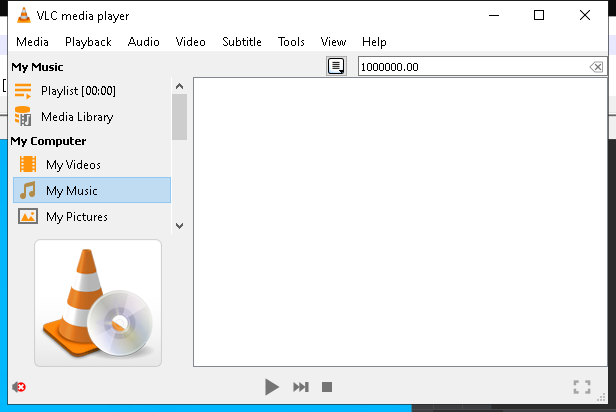 VLC media player
Media Playback Audio Video Subtitle Tools View Help
My Music
1000000.00
Playlist [00:00]
Media Library
My Computer
My Videos
My Music
My Pictures